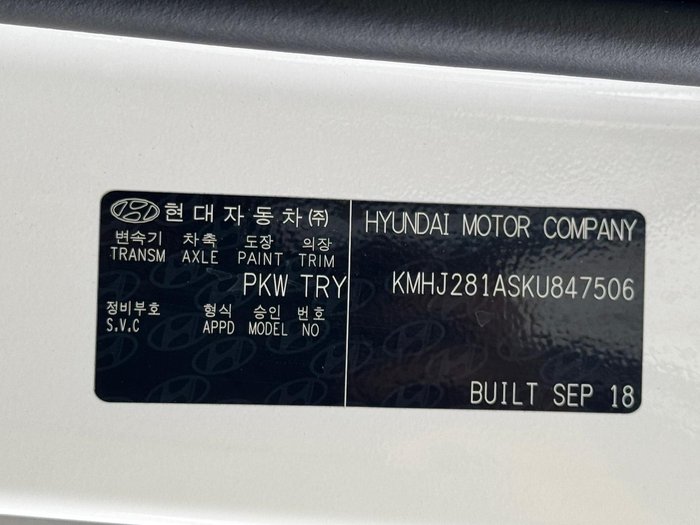 현대자동차(주)
변속기 차축 도장 의장
TRANSM AXLE PAINT TRIM
PKW TRY
정비부호 형식 승인 번호
S.V.C APPD MODEL NO
HYUNDAI MOTOR COMPANY
KMHJ281ASKU847506
BUILT SEP 18